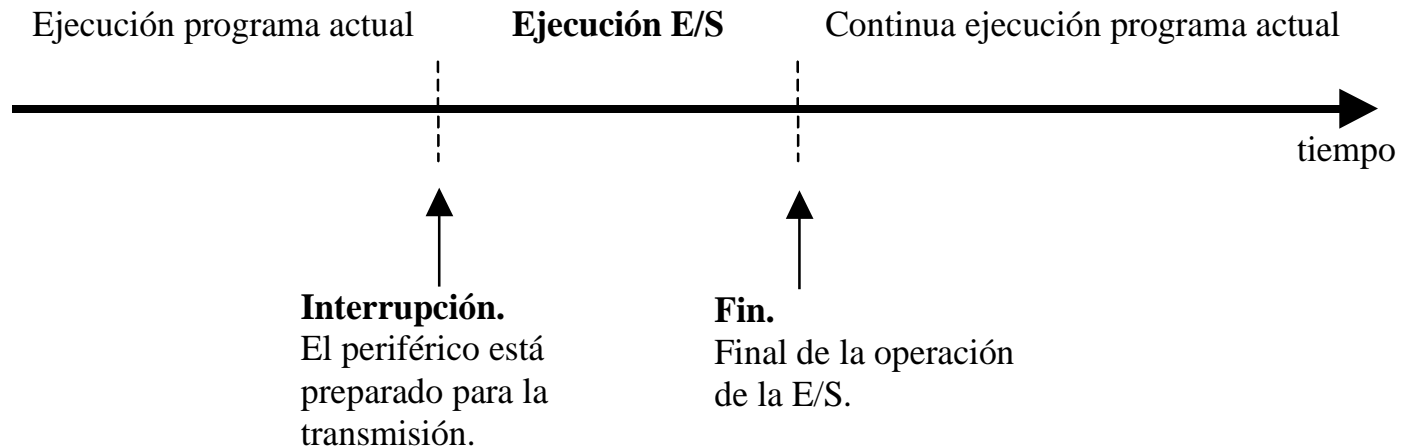 Ejecución programa actual
Ejecución E/S
Continua ejecución programa actual
tiempo
Interrupción.
El periférico está
preparado para la
transmisión.
Fin.
Final de la operación
de la E/S.